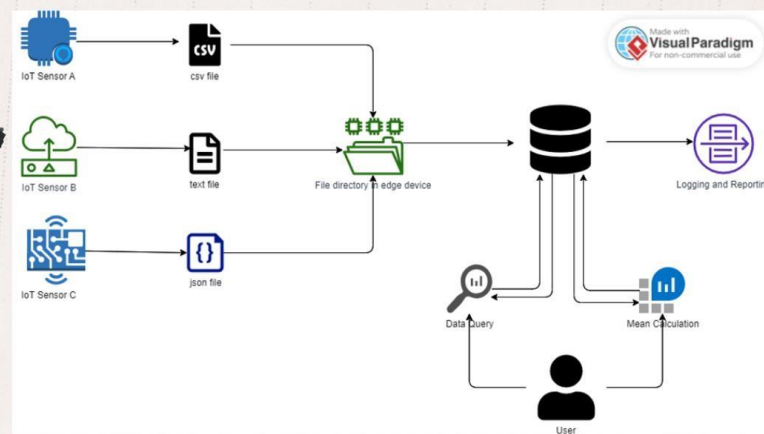 Made with
Visual Paradigm
For non-commercial use
IoT Sensor A
csv file
CSV
IoT Sensor B
text file
File directory in edge device
Logging and Reportin
IoT Sensor C
{}
json file
Data Query
Mean Calculation
User